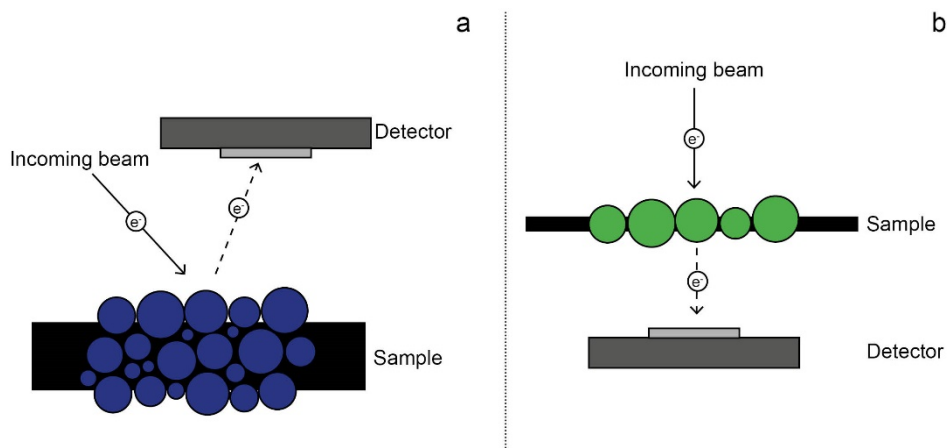 a
Detector
Incoming beam
e-
e-
Sample
b
Incoming beam
e-
Sample
e-
Detector